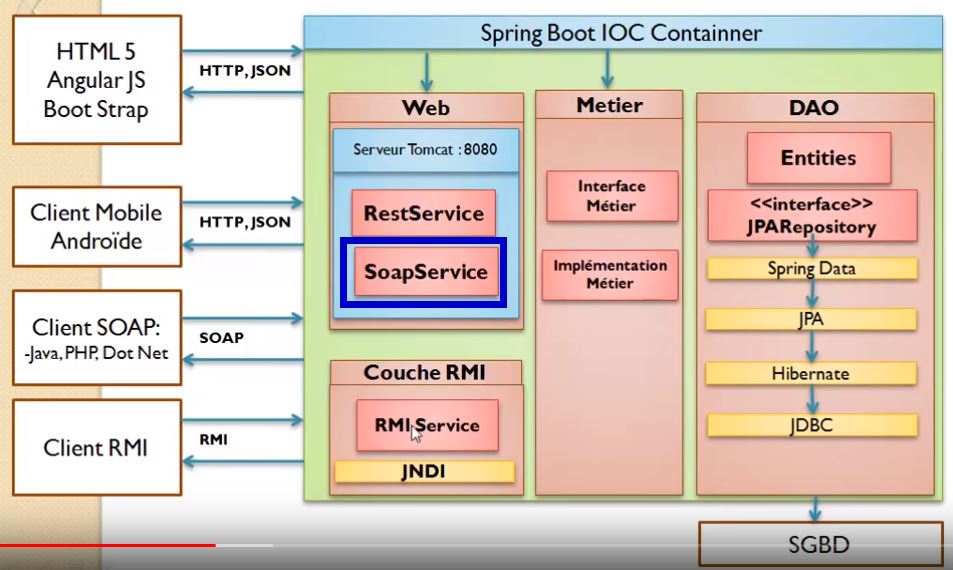 Spring Boot IOC Containner
HTML 5
Angular JS
Boot Strap
HTTP, JSON
Client Mobile
Androïde
HTTP, JSON
Client SOAP:
-Java, PHP, Dot Net
SOAP
Client RMI
RMI
Web
Serveur Tomcat : 8080
RestService
SoapService
Couche RMI
RMI Service
JNDI
Metier
Interface
Métier
Implémentation
Métier
DAO
Entities
<<interface>>
JPARepository
Spring Data
JPA
Hibernate
JDBC
SGBD